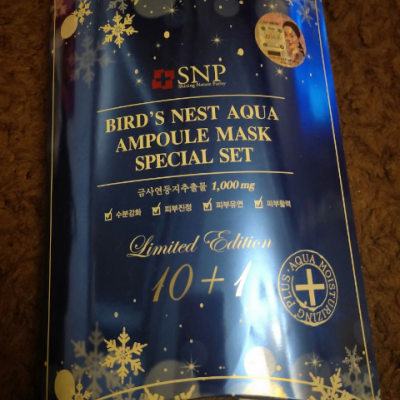 SNP
Sharing Nature Purity
BIRD'S NEST AQUA
AMPOULE MASK
SPECIAL SET
금사연둥지추출물 1,000mg
수분강화 피부진정 피부유연 피부활력
Limited Edition
10+1
AQUA MOISTURIZING PLUS